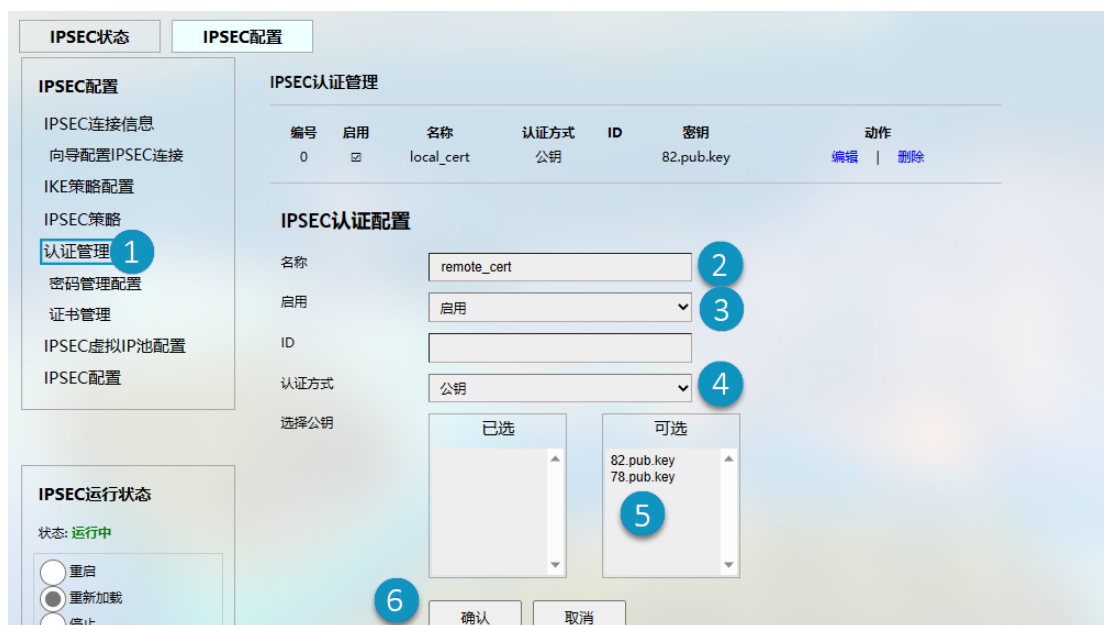 IPSEC状态 IPSEC配置
IPSEC配置
IPSEC连接信息
向导配置IPSEC连接
IKE策略配置
IPSEC策略
认证管理 1
密码管理配置
证书管理
IPSEC虚拟IP池配置
IPSEC配置
IPSEC运行状态
状态: 运行中
重启
重新加载
停止
IPSEC认证管理
编号 启用 名称 认证方式 ID 密钥 动作
0 ☑ local_cert 公钥 82.pub.key 编辑 | 删除
IPSEC认证配置
名称 remote_cert 2
启用 启用 3
ID
认证方式 公钥 4
选择公钥 已选 可选
82.pub.key
78.pub.key
5
6 确认 取消